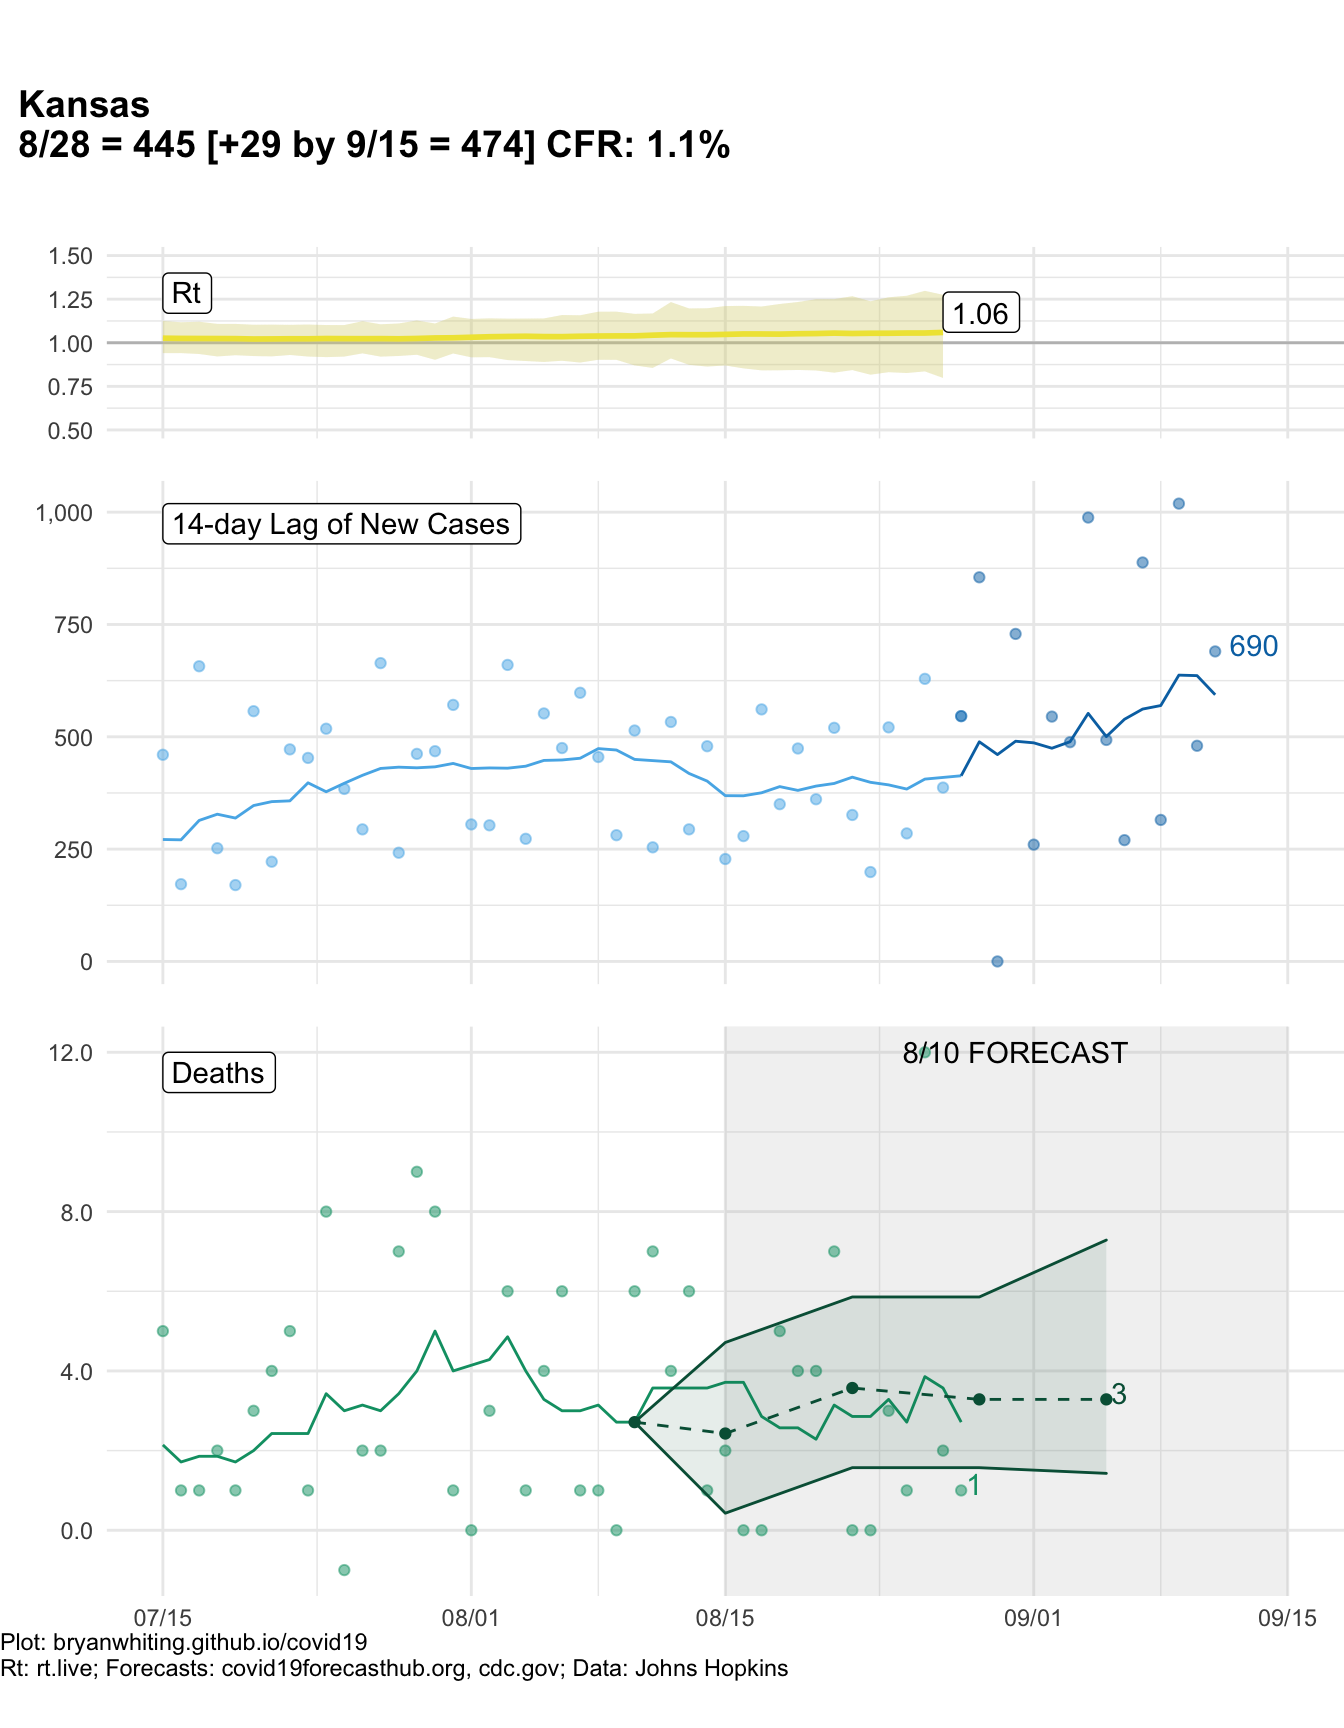 Kansas
8/28 = 445 [+29 by 9/15 = 474] CFR: 1.1%
1.50
1.25
1.00
0.75
0.50
Rt
1.06
1,000
750
500
250
0
14-day Lag of New Cases
690
12.0
8.0
4.0
0.0
Deaths
8/10 FORECAST
3
1
07/15
08/01
08/15
09/01
09/15
Plot: bryanwhiting.github.io/covid19
Rt: rt.live; Forecasts: covid19forecasthub.org, cdc.gov; Data: Johns Hopkins